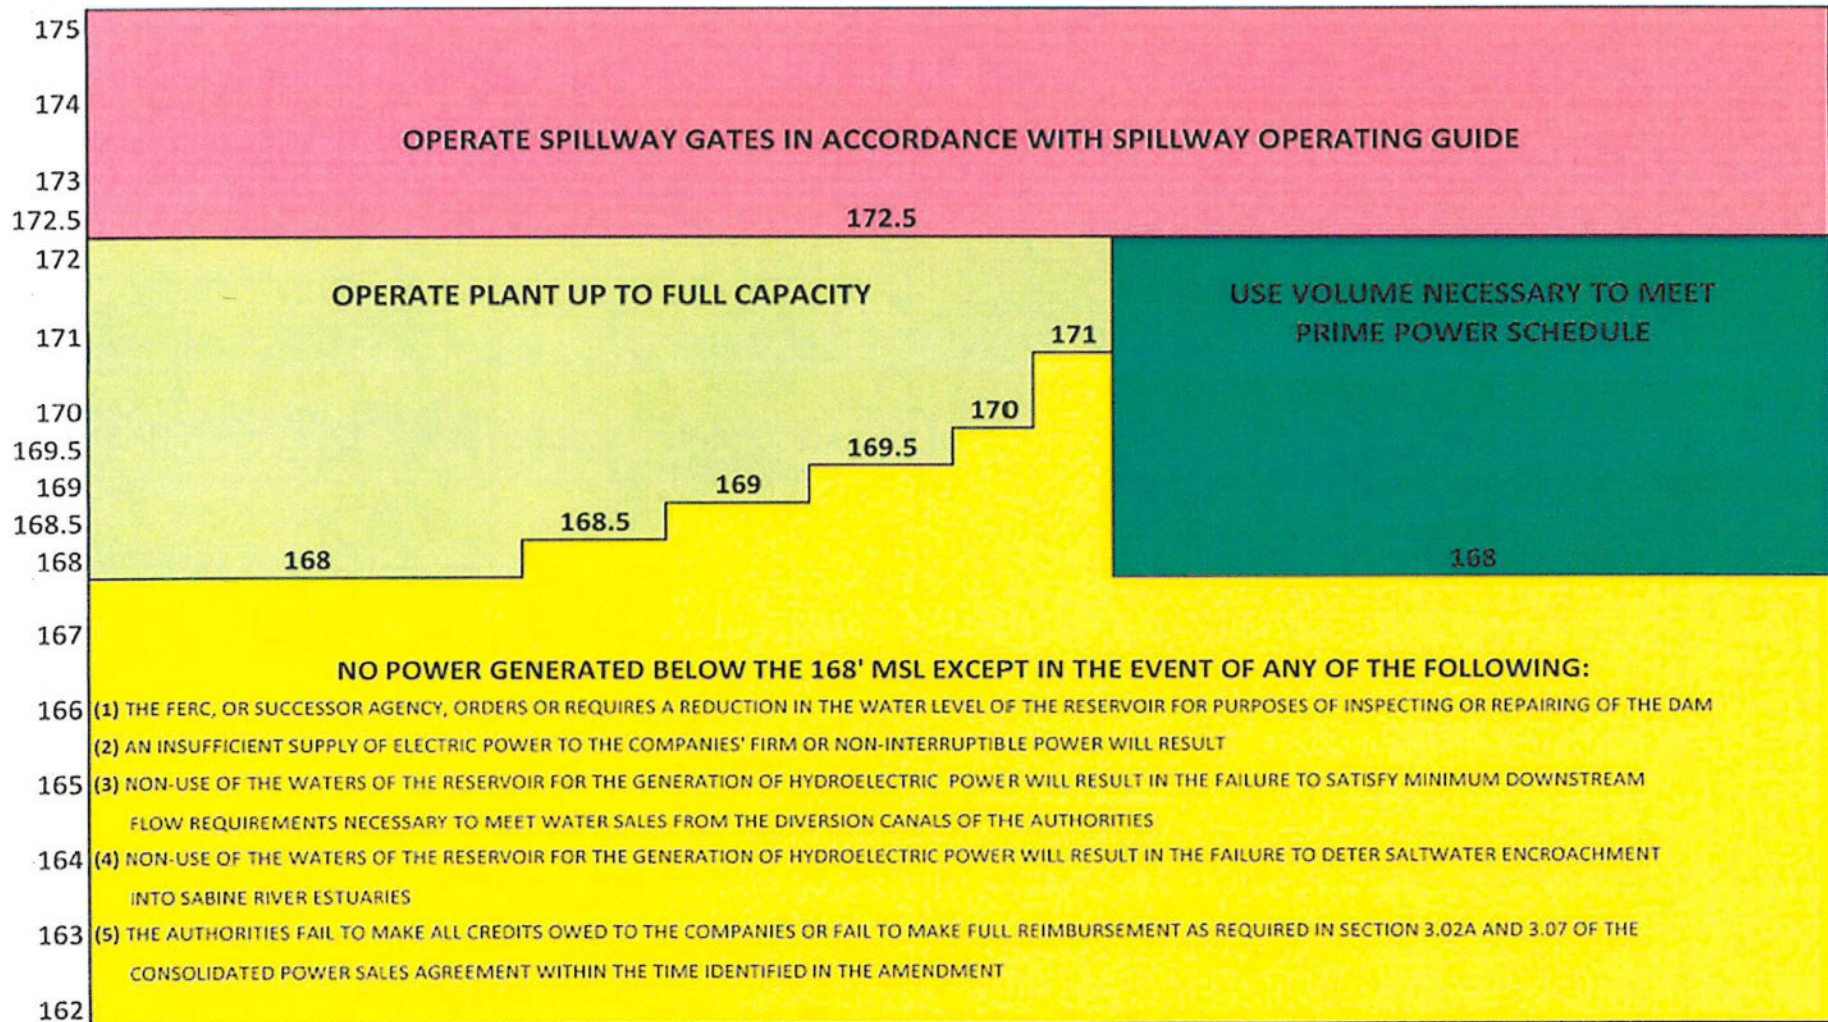 175
174
OPERATE SPILLWAY GATES IN ACCORDANCE WITH SPILLWAY OPERATING GUIDE
173
172.5 172.5
172
OPERATE PLANT UP TO FULL CAPACITY USE VOLUME NECESSARY TO MEET
171 171 PRIME POWER SCHEDULE
170 170
169.5 169.5
169 169
168.5 168.5
168 168 168
167
NO POWER GENERATED BELOW THE 168' MSL EXCEPT IN THE EVENT OF ANY OF THE FOLLOWING:
166 (1) THE FERC, OR SUCCESSOR AGENCY, ORDERS OR REQUIRES A REDUCTION IN THE WATER LEVEL OF THE RESERVOIR FOR PURPOSES OF INSPECTING OR REPAIRING OF THE DAM
(2) AN INSUFFICIENT SUPPLY OF ELECTRIC POWER TO THE COMPANIES' FIRM OR NON-INTERRUPTIBLE POWER WILL RESULT
165 (3) NON-USE OF THE WATERS OF THE RESERVOIR FOR THE GENERATION OF HYDROELECTRIC POWER WILL RESULT IN THE FAILURE TO SATISFY MINIMUM DOWNSTREAM
FLOW REQUIREMENTS NECESSARY TO MEET WATER SALES FROM THE DIVERSION CANALS OF THE AUTHORITIES
164 (4) NON-USE OF THE WATERS OF THE RESERVOIR FOR THE GENERATION OF HYDROELECTRIC POWER WILL RESULT IN THE FAILURE TO DETER SALTWATER ENCROACHMENT
INTO SABINE RIVER ESTUARIES
163 (5) THE AUTHORITIES FAIL TO MAKE ALL CREDITS OWED TO THE COMPANIES OR FAIL TO MAKE FULL REIMBURSEMENT AS REQUIRED IN SECTION 3.02A AND 3.07 OF THE
CONSOLIDATED POWER SALES AGREEMENT WITHIN THE TIME IDENTIFIED IN THE AMENDMENT
162